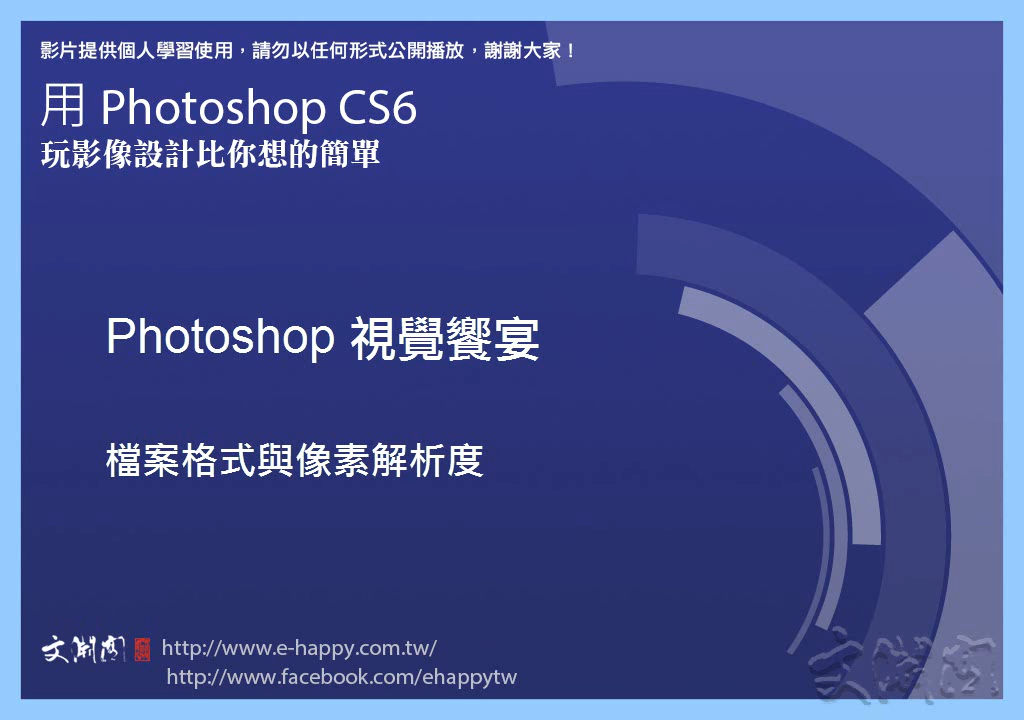 影片提供個人學習使用，請勿以任何形式公開播放，謝謝大家！
用 Photoshop CS6
玩影像設計比你想的簡單
Photoshop 視覺饗宴
檔案格式與像素解析度
文淵閣 http://www.e-happy.com.tw/
http://www.facebook.com/ehappytw
文淵閣
2